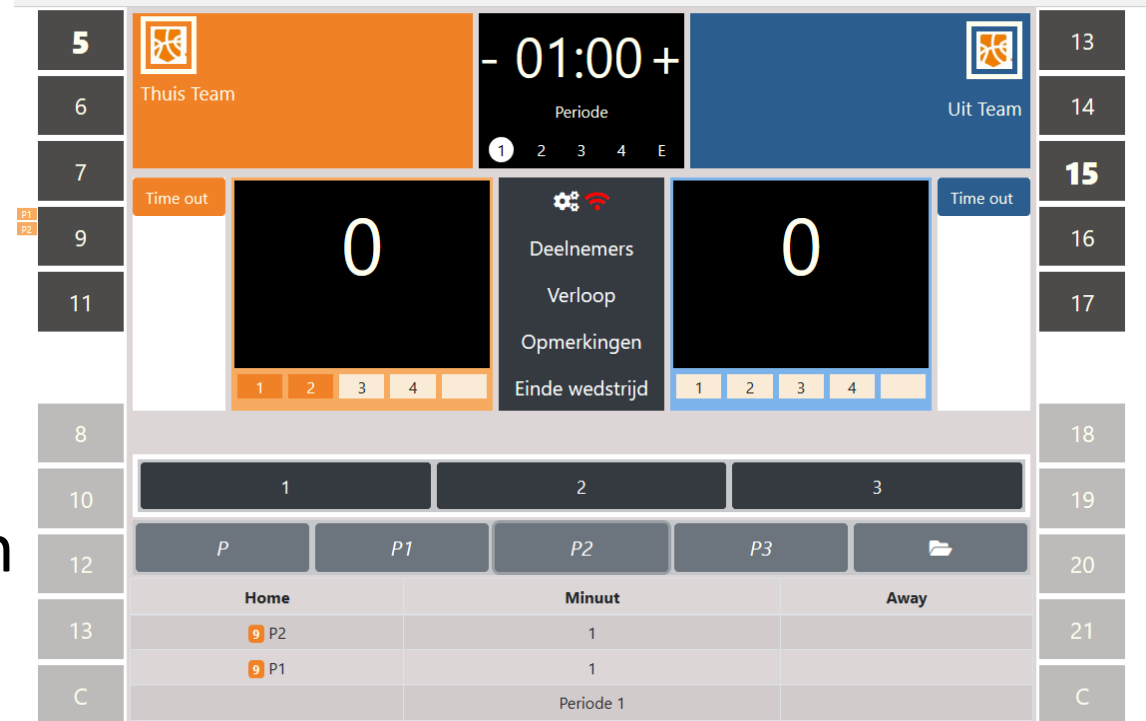 5
- 01:00 +
13
Thuis Team
Uit Team
6
Periode
14
1 2 3 4 E
7
15
Time out
Time out
P1
P2
9
0
0
16
Deelnemers
Verloop
11
17
Opmerkingen
1 2 3 4
Einde wedstrijd
1 2 3 4
8
18
1 2 3
10
19
n
P P1 P2 P3
12
20
Home Minuut Away
13
9 P2 1
21
9 P1 1
C
Periode 1
C